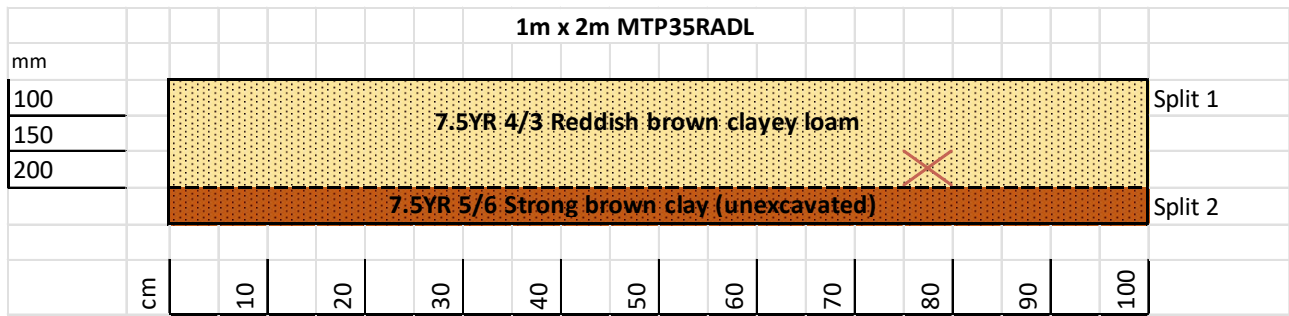 1m x 2m MTP35RADL
mm
100
Split 1
7.5YR 4/3 Reddish brown clayey loam
150
200
7.5YR 5/6 Strong brown clay (unexcavated)
Split 2
cm 10 20 30 40 50 60 70 80 90 100